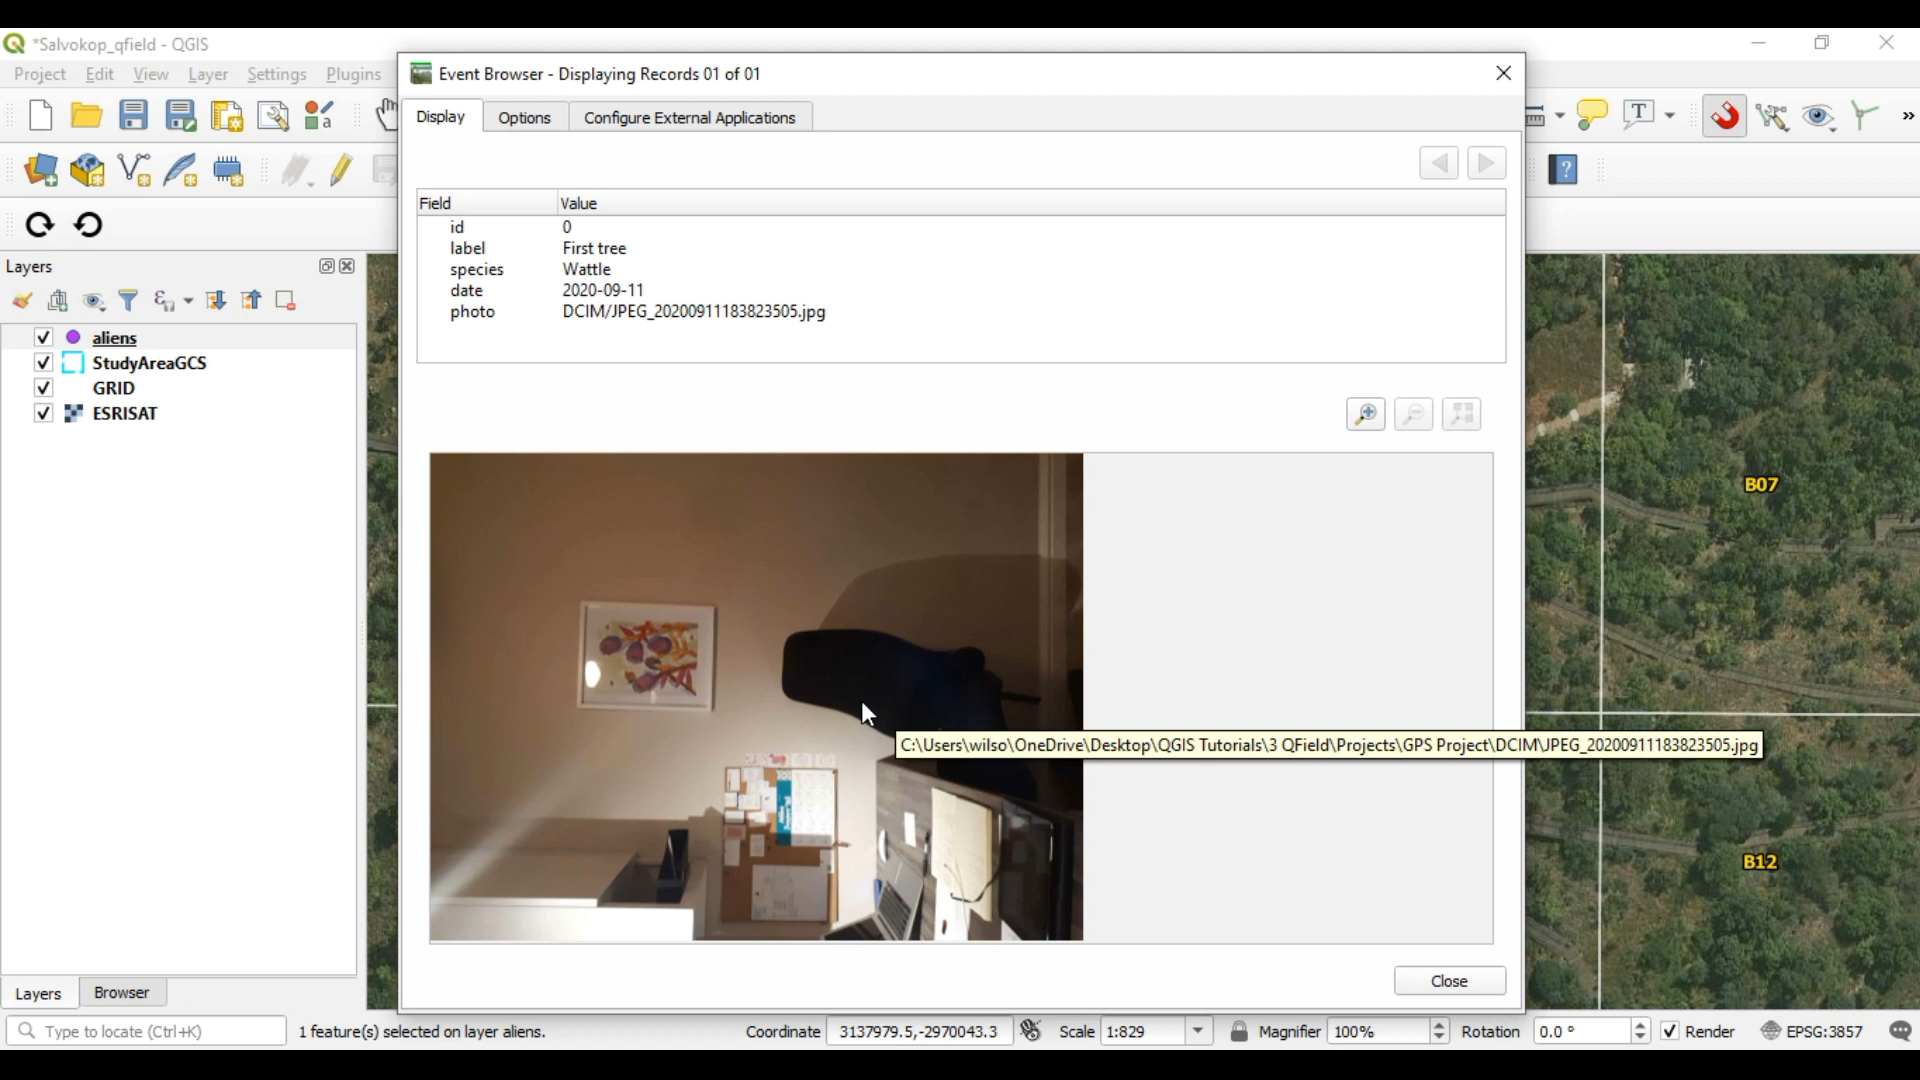 *Salvokop_qfield - QGIS
Project Edit View Layer Settings Plugins
Event Browser - Displaying Records 01 of 01
Display Options Configure External Applications
Field Value
id 0
label First tree
species Wattle
date 2020-09-11
photo DCIM/JPEG_20200911183823505.jpg
Layers
aliens
StudyAreaGCS
GRID
ESRISAT
B07
C:\Users\wilso\OneDrive\Desktop\QGIS Tutorials\3 QField\Projects\GPS Project\DCIM\JPEG_20200911183823505.jpg
B12
Close
Layers Browser
Type to locate (Ctrl+K) 1 feature(s) selected on layer aliens. Coordinate 3137979.5,-2970043.3 Scale 1:829 Magnifier 100% Rotation 0.0 ° Render EPSG:3857